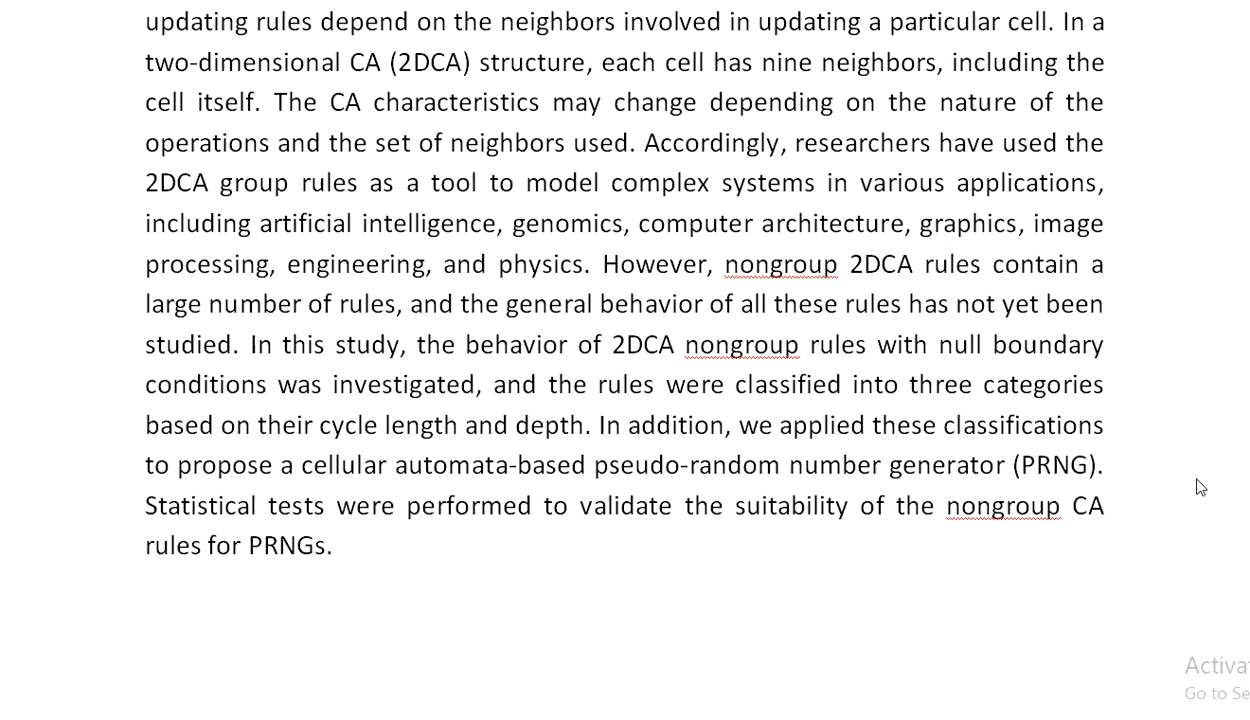 updating rules depend on the neighbors involved in updating a particular cell. In a
two-dimensional CA (2DCA) structure, each cell has nine neighbors, including the
cell itself. The CA characteristics may change depending on the nature of the
operations and the set of neighbors used. Accordingly, researchers have used the
2DCA group rules as a tool to model complex systems in various applications,
including artificial intelligence, genomics, computer architecture, graphics, image
processing, engineering, and physics. However, nongroup 2DCA rules contain a
large number of rules, and the general behavior of all these rules has not yet been
studied. In this study, the behavior of 2DCA nongroup rules with null boundary
conditions was investigated, and the rules were classified into three categories
based on their cycle length and depth. In addition, we applied these classifications
to propose a cellular automata-based pseudo-random number generator (PRNG).
Statistical tests were performed to validate the suitability of the nongroup CA
rules for PRNGs.
Activa
Go to Se